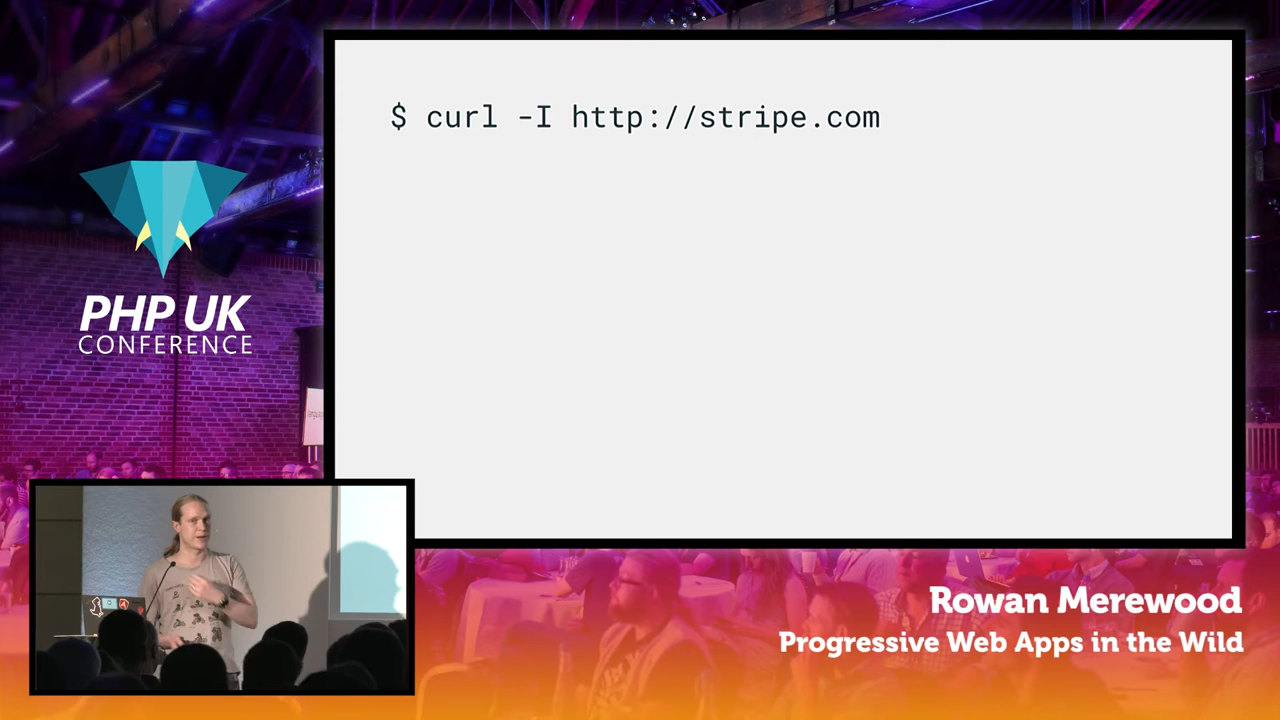 $ curl -I http://stripe.com
PHP UK
CONFERENCE
Rowan Merewood
Progressive Web Apps in the Wild